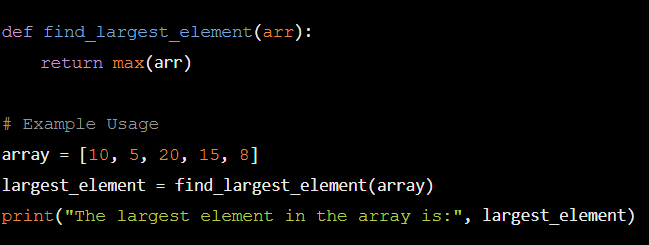 def find_largest_element(arr):
    return max(arr)
# Example Usage
array = [10, 5, 20, 15, 8]
largest_element = find_largest_element(array)
print("The largest element in the array is:", largest_element)